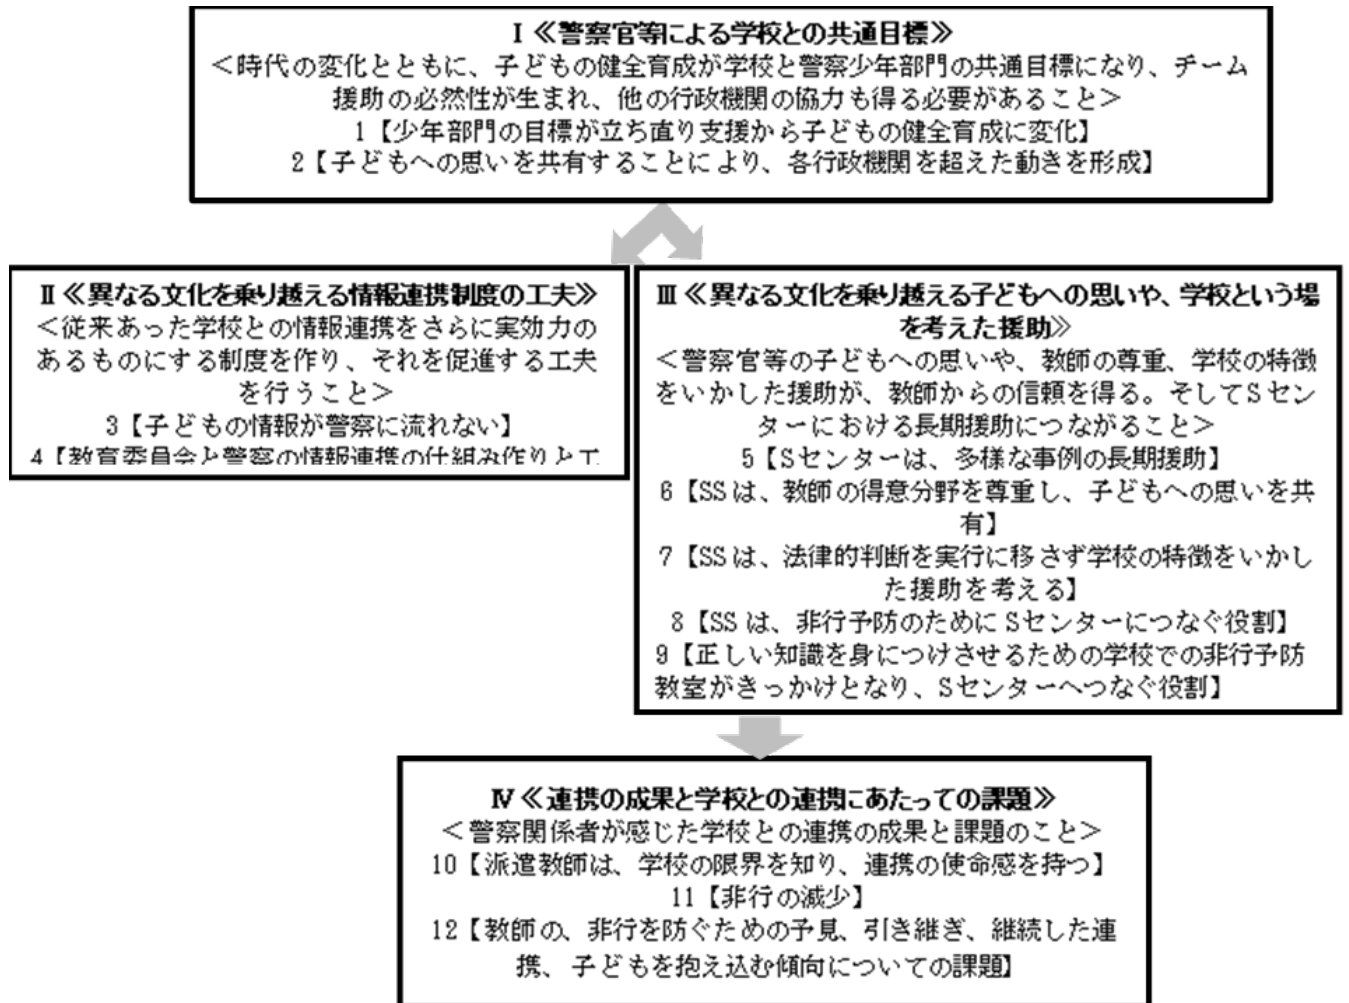 Ⅰ≪警察官等による学校との共通目標≫
＜時代の変化とともに、子どもの健全育成が学校と警察少年部門の共通目標になり、チーム
援助の必然性が生まれ、他の行政機関の協力も得る必要があること＞
1【少年部門の目標が立ち直り支援から子どもの健全育成に変化】
2【子どもへの思いを共有することにより、各行政機関を超えた動きを形成】
Ⅱ≪異なる文化を乗り越える情報連携制度の工夫≫
＜従来あった学校との情報連携をさらに実効力の
あるものにする制度を作り、それを促進する工夫
を行うこと＞
3【子どもの情報が警察に流れない】
4【教育委員会と警察の情報連携の仕組み作りと工
Ⅲ≪異なる文化を乗り越える子どもへの思いや、学校という場
を考えた援助≫
＜警察官等の子どもへの思いや、教師の尊重、学校の特徴
をいかした援助が、教師からの信頼を得る。そしてSセン
ターにおける長期援助につながること＞
5【Sセンターは、多様な事例の長期援助】
6【SSは、教師の得意分野を尊重し、子どもへの思いを共
有】
7【SSは、法律的判断を実行に移さず学校の特徴をいかし
た援助を考える】
8【SSは、非行予防のためにSセンターにつなぐ役割】
9【正しい知識を身につけさせるための学校での非行予防
教室がきっかけとなり、Sセンターへつなぐ役割】
Ⅳ≪連携の成果と学校との連携にあたっての課題≫
＜警察関係者が感じた学校との連携の成果と課題のこと＞
10【派遣教師は、学校の限界を知り、連携の使命感を持つ】
11【非行の減少】
12【教師の、非行を防ぐための予見、引き継ぎ、継続した連
携、子どもを抱え込む傾向についての課題】